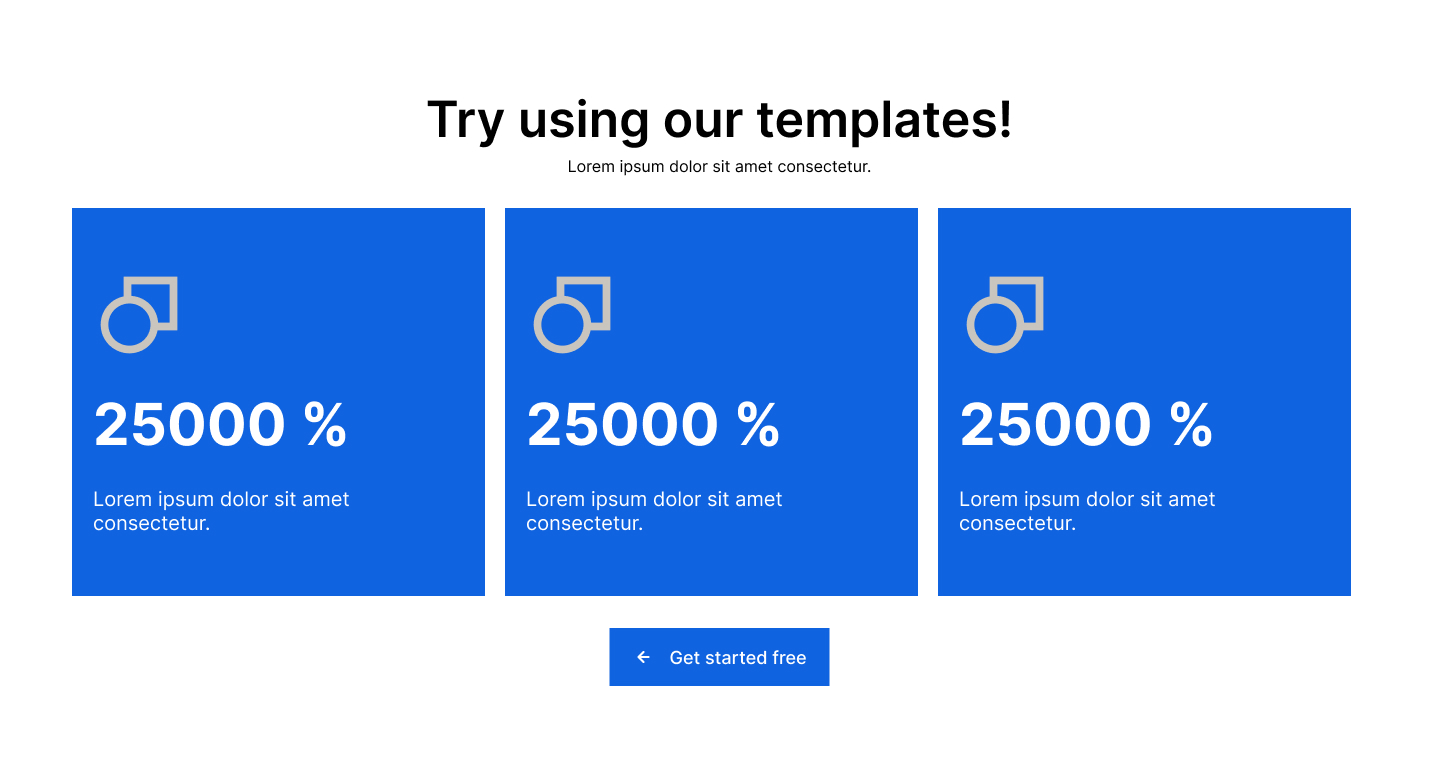 Try using our templates!
Lorem ipsum dolor sit amet consectetur.
25000 %
Lorem ipsum dolor sit amet
consectetur.
25000 %
Lorem ipsum dolor sit amet
consectetur.
25000 %
Lorem ipsum dolor sit amet
consectetur.
Get started free